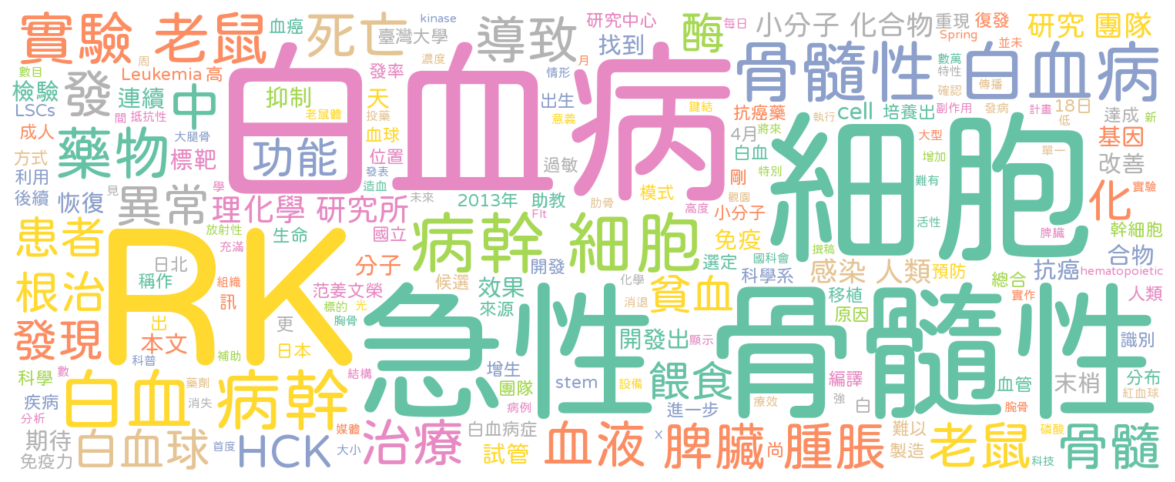 kinase 每日
血癌 臺灣大學 研究中心 小分子 化合物 重現 復發
實驗 老鼠 死亡 導致 找到 酶 Spring 研究 團隊
數目 周 Leukemia 高 濃度 月 並未
檢驗 LSCs 發 連續 中 發率 情形 骨髓性 白血病 數萬 特性 傳播
間 抵抗性 抑制 天 投藥 出生 意義 鍵結 抗癌藥 cell 培養出 確認 副作用 發病 計畫 18日 低 達成 新
成人 大腿骨 老鼠體 血球 白血病 4月 將來 執行 大型 基因
方式 利用 藥物 標靶 功能 位置 發表 過敏 白血 剛 特別 細胞 增加 單一 改善
後續 恢復 見 學 造血 未來 2013年 助教 模式 觀園 難有 化 實驗
異常 理化學 研究所 Flt 肋骨 高度 小分子 活性 脾臟 幹細胞
患者 放射性 充滿 生命 國立 病幹 細胞 免疫 撰稿 國科會 合物
日北 稱作 組織 RK 分子 候選 效果 開發 選定 科學系 感染 人類 預防 總合 抗癌 hematopoietic
根治 訊 范姜文榮 標的 光 來源 化學 消退 貧血 移植 原因 實作 人類
發現 出 本文 更 胸骨 急性 開發出 顯示 骨髓性 識別
科普 補助 日本
科學 數 藥劑 結構 增生 團隊 stem 設備 餵食 編譯 血管 末梢 分布
疾病 白血 病幹 消失 病例 進一步 療效 強 白 腕骨 紅血球
分析 期待 免疫力 白血球 首度 HCK 媒體 大小 治療 白血病症 試管 x 血液 脾臟 尚 腫脹 難以 製造 老鼠 磷酸 科技 骨髓